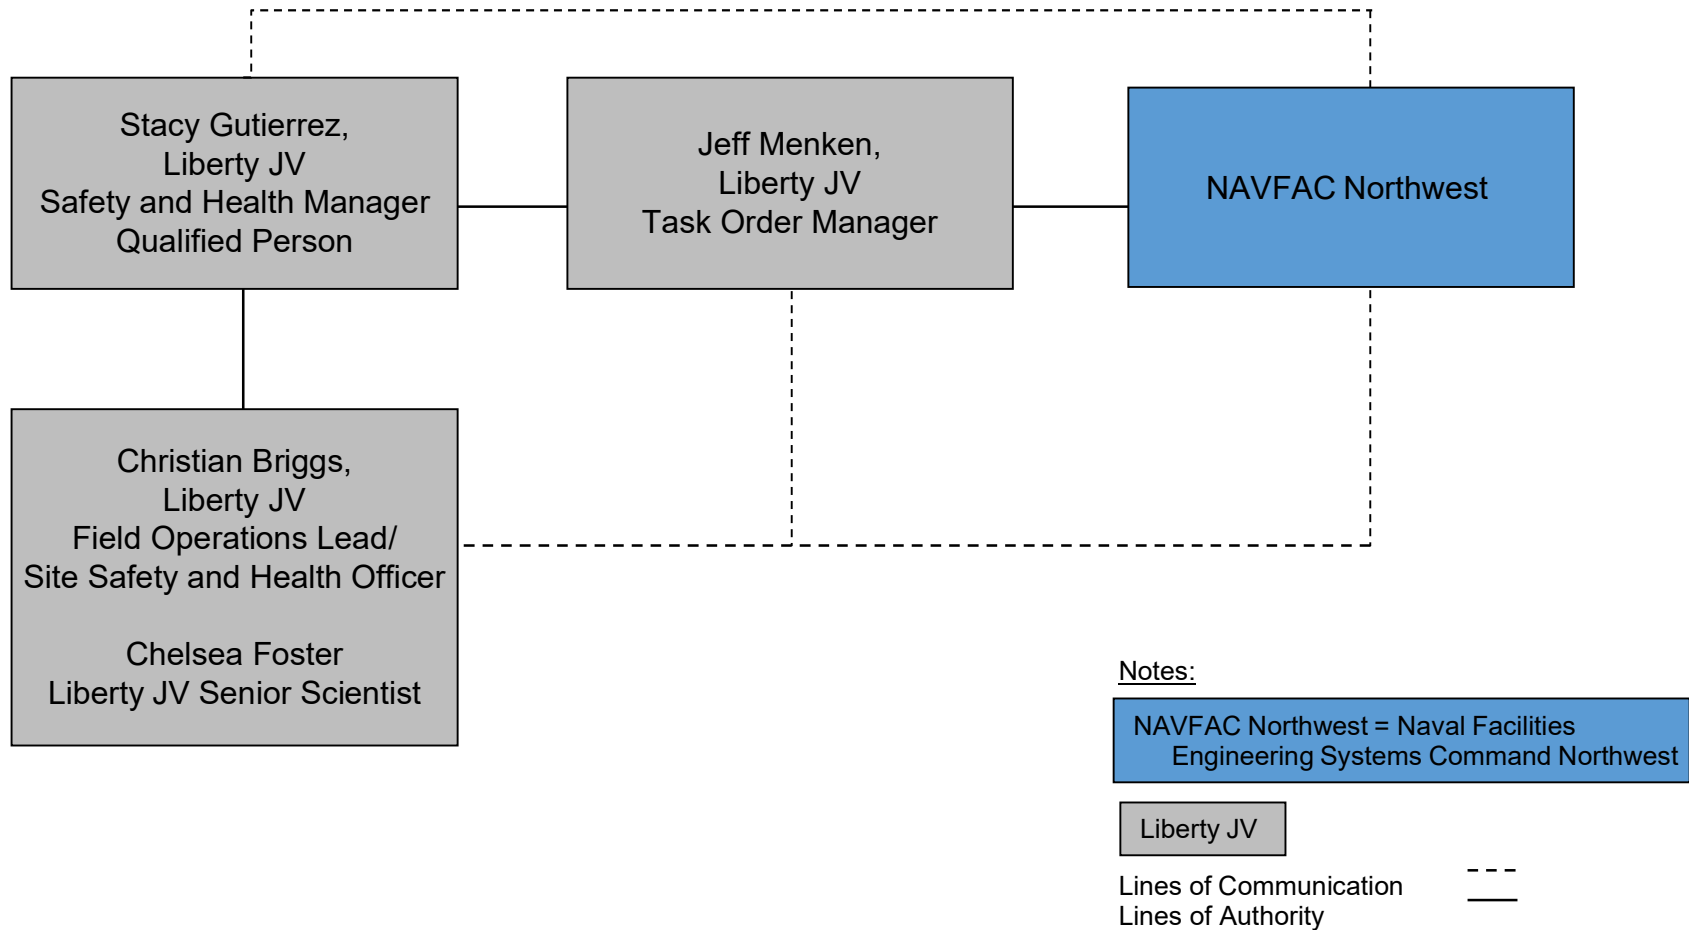 Stacy Gutierrez,
Liberty JV
Safety and Health Manager
Qualified Person
Jeff Menken,
Liberty JV
Task Order Manager
NAVFAC Northwest
Christian Briggs,
Liberty JV
Field Operations Lead/
Site Safety and Health Officer
Chelsea Foster
Liberty JV Senior Scientist
Notes:
NAVFAC Northwest = Naval Facilities
Engineering Systems Command Northwest
Liberty JV
Lines of Communication
Lines of Authority